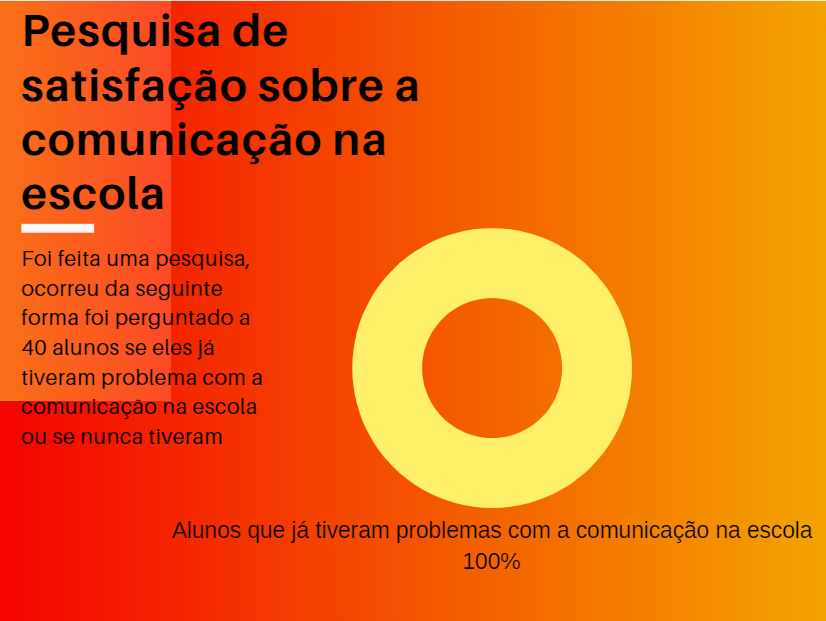 Pesquisa de
satisfação sobre a
comunicação na
escola
Foi feita uma pesquisa,
ocorreu da seguinte
forma foi perguntado a
40 alunos se eles já
tiveram problema com a
comunicação na escola
ou se nunca tiveram
Alunos que já tiveram problemas com a comunicação na escola
100%